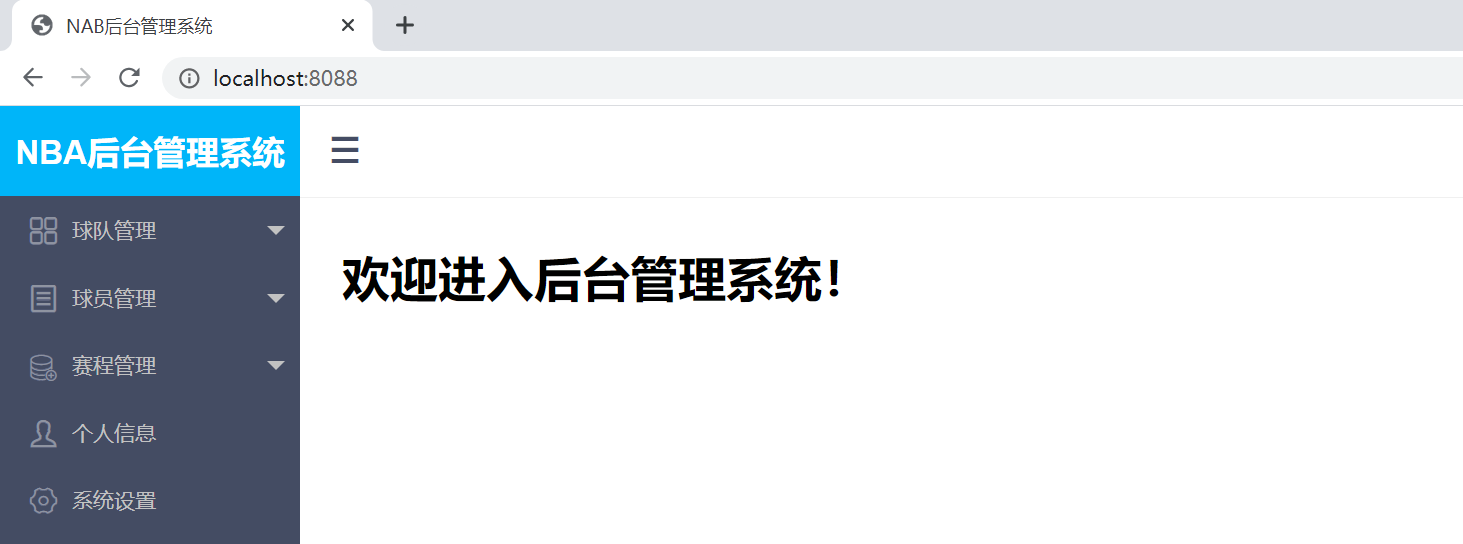 NAB后台管理系统
localhost:8088
NBA后台管理系统
球队管理
球员管理
赛程管理
个人信息
系统设置
欢迎进入后台管理系统！